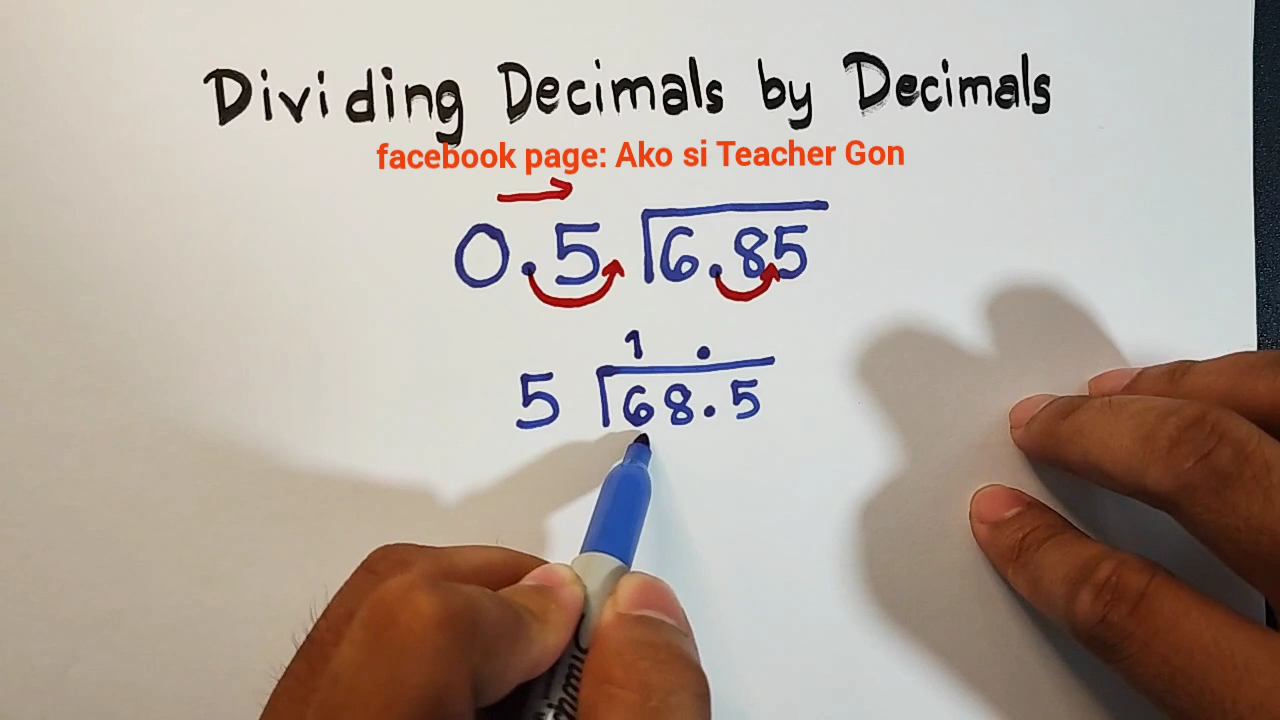 Dividing Decimals by Decimals
facebook page: Ako si Teacher Gon
0.5 6.85
1 .
5 68.5